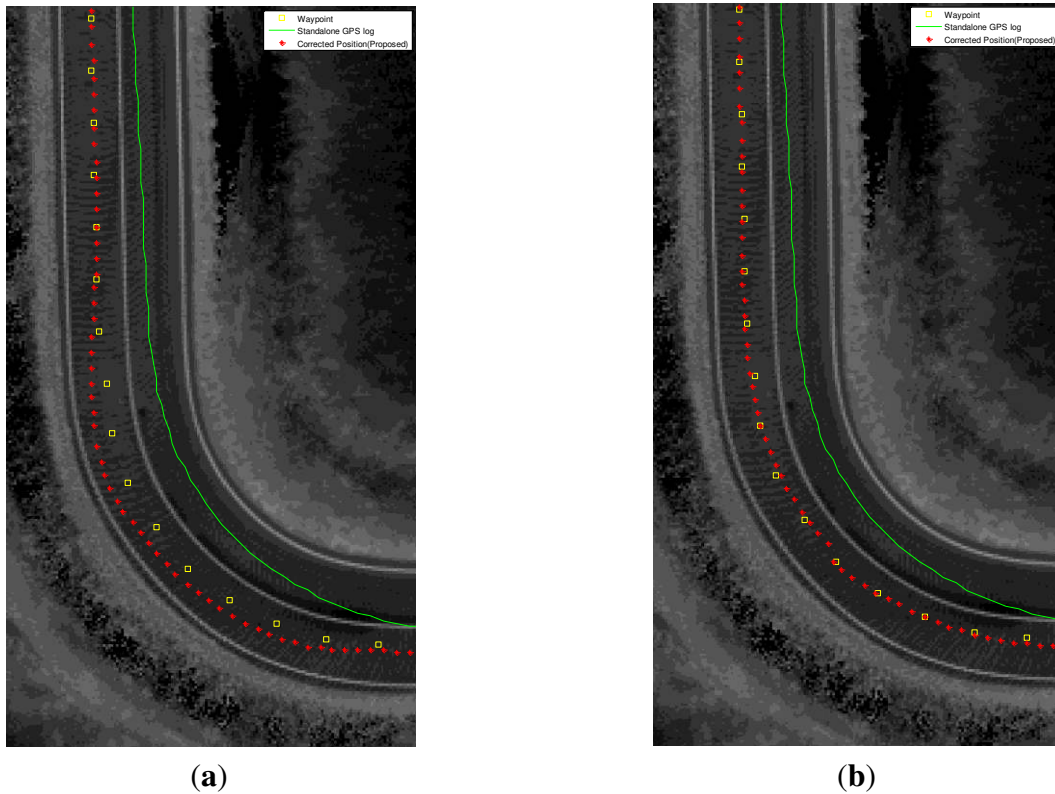 Waypoint
Standalone GPS log
Corrected Position(Proposed)
Waypoint
Standalone GPS log
Corrected Position(Proposed)
(a)
(b)